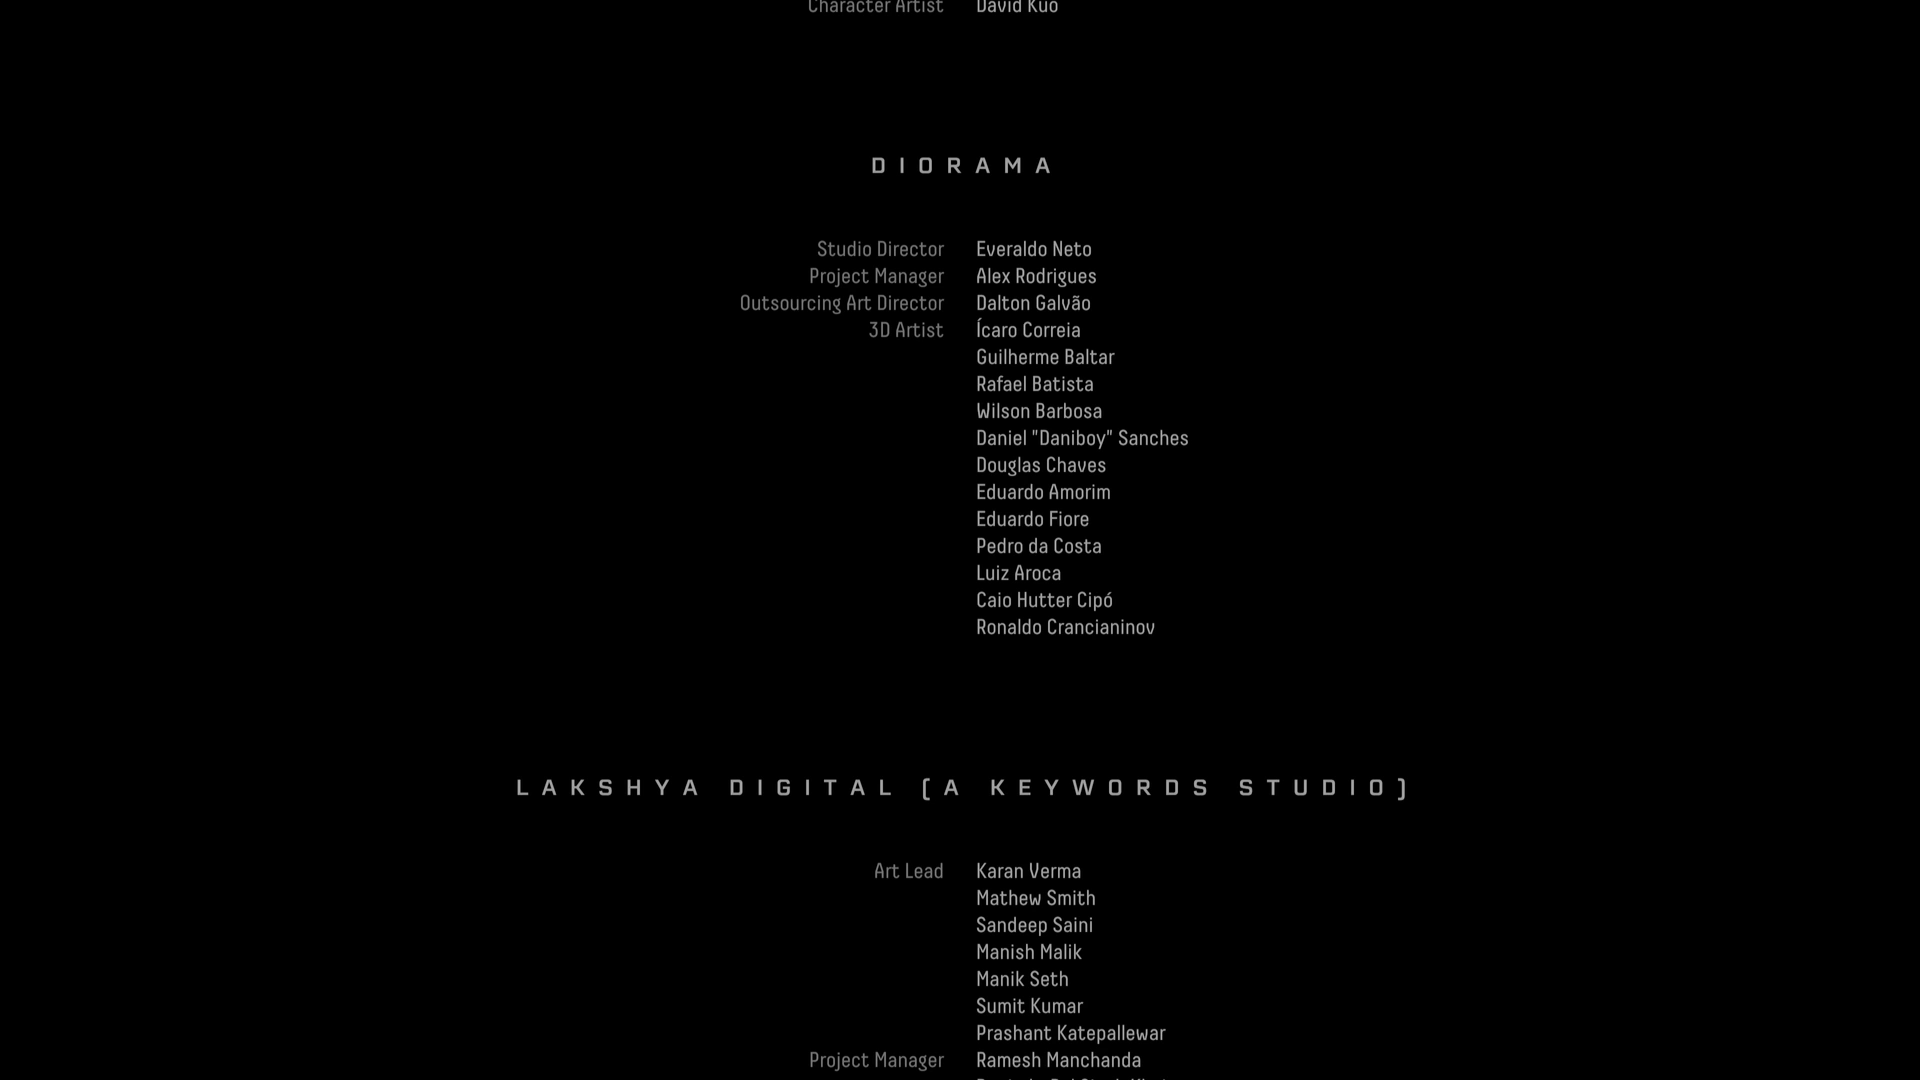 Character Artist David Kuo
DIORAMA
Studio Director Everaldo Neto
Project Manager Alex Rodrigues
Outsourcing Art Director Dalton Galvão
3D Artist Ícaro Correia
Guilherme Baltar
Rafael Batista
Wilson Barbosa
Daniel "Daniboy" Sanches
Douglas Chaves
Eduardo Amorim
Eduardo Fiore
Pedro da Costa
Luiz Aroca
Caio Hutter Cipó
Ronaldo Crancianinov
LAKSHYA DIGITAL (A KEYWORDS STUDIO)
Art Lead Karan Verma
Mathew Smith
Sandeep Saini
Manish Malik
Manik Seth
Sumit Kumar
Prashant Katepallewar
Project Manager Ramesh Manchanda